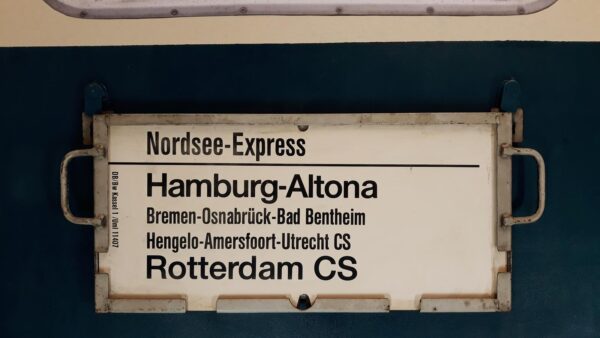 Nordsee-Express
Hamburg-Altona
Bremen-Osnabrück-Bad Bentheim
Hengelo-Amersfoort-Utrecht CS
Rotterdam CS